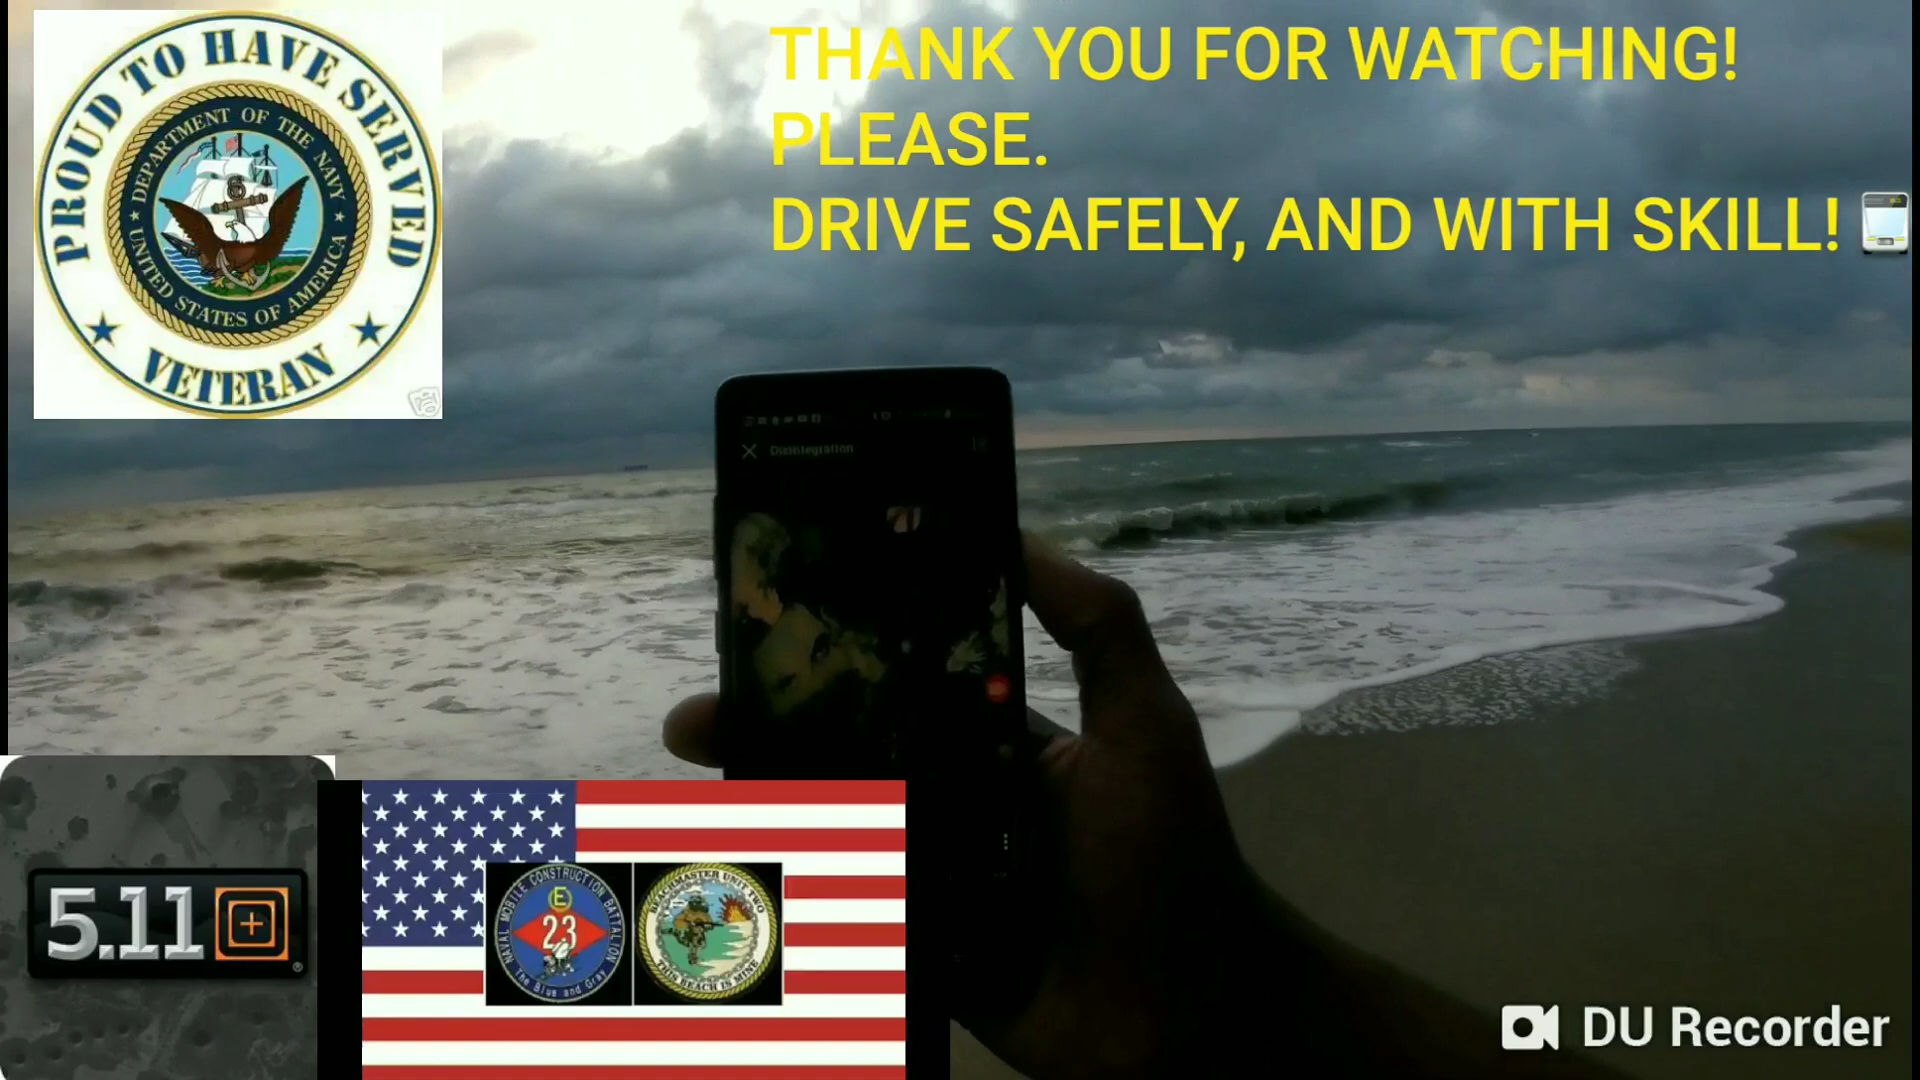 PROUD TO HAVE SERVED
DEPARTMENT OF THE NAVY
UNITED STATES OF AMERICA
VETERAN
THANK YOU FOR WATCHING!
PLEASE.
DRIVE SAFELY, AND WITH SKILL!
Disintegration
5.11
®
NAVAL MOBILE CONSTRUCTION BATTALION
E
23
The Blue and Gray
BEACHMASTER UNIT TWO
THIS BEACH IS MINE
DU Recorder